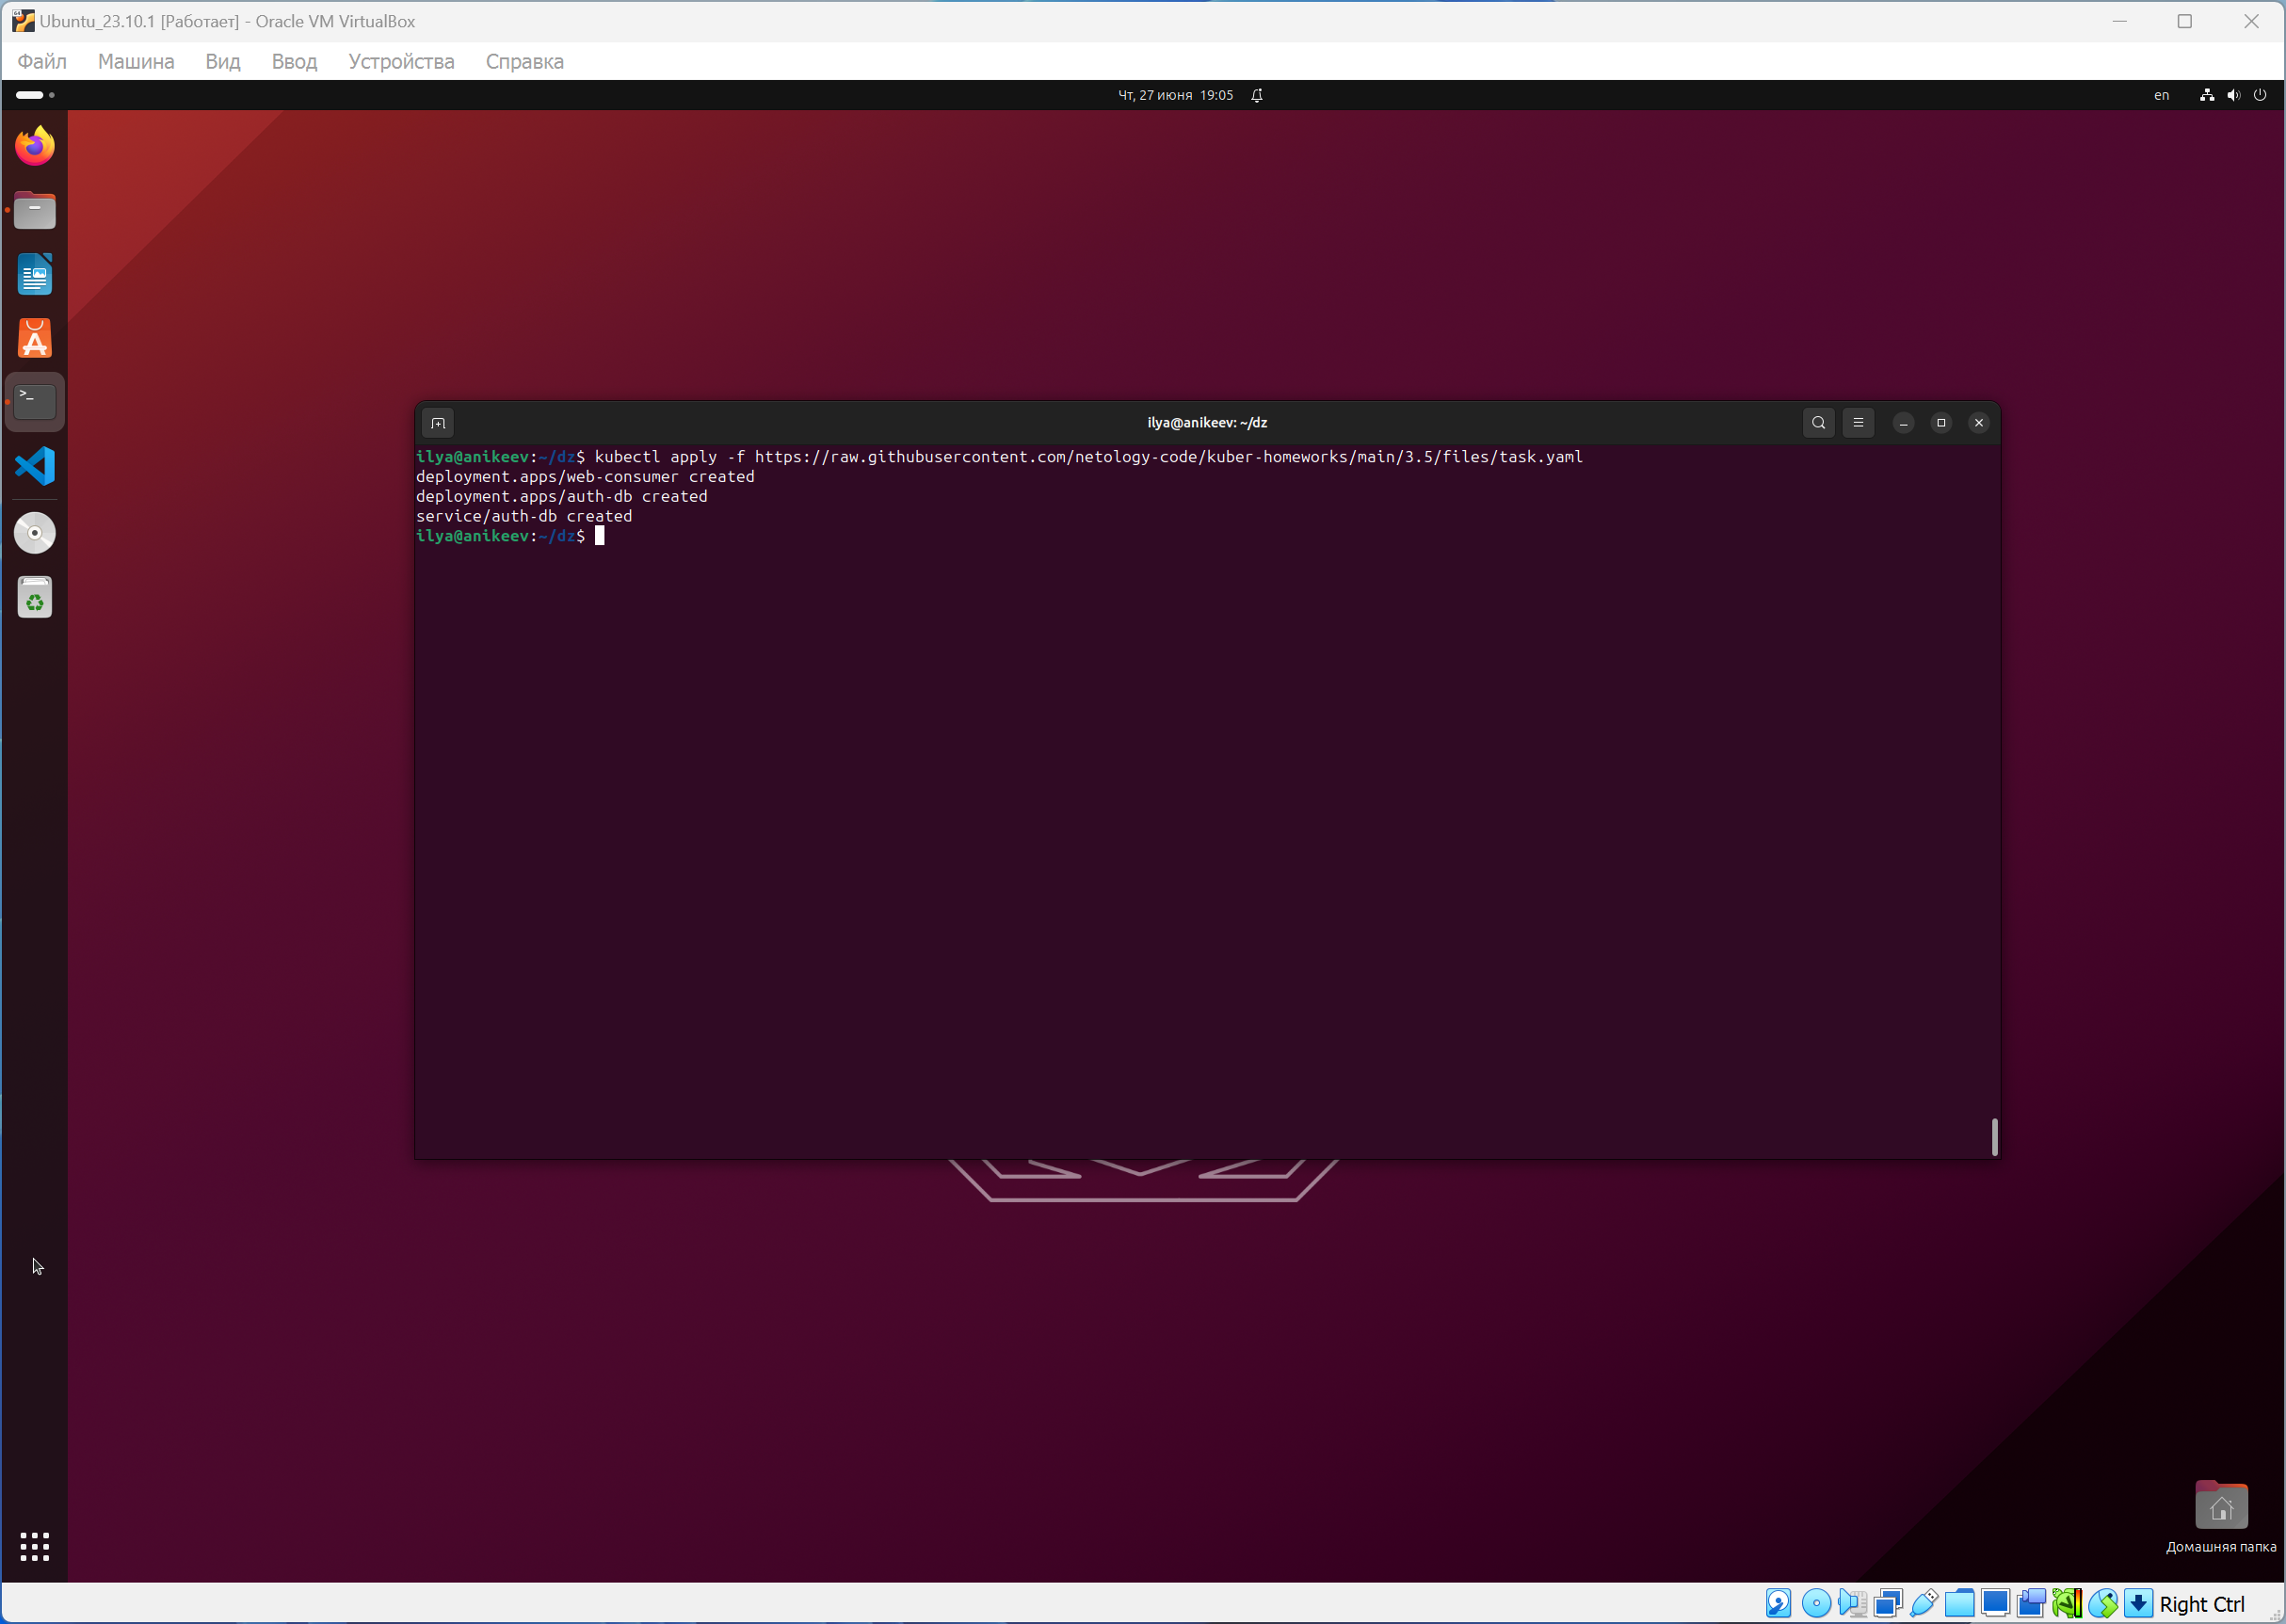 Ubuntu_23.10.1 [Работает] - Oracle VM VirtualBox
Файл Машина Вид Ввод Устройства Справка
Чт, 27 июня 19:05
en
ilya@anikeev: ~/dz
ilya@anikeev:~/dz$ kubectl apply -f https://raw.githubusercontent.com/netology-code/kuber-homeworks/main/3.5/files/task.yaml
deployment.apps/web-consumer created
deployment.apps/auth-db created
service/auth-db created
ilya@anikeev:~/dz$
Домашняя папка
Right Ctrl